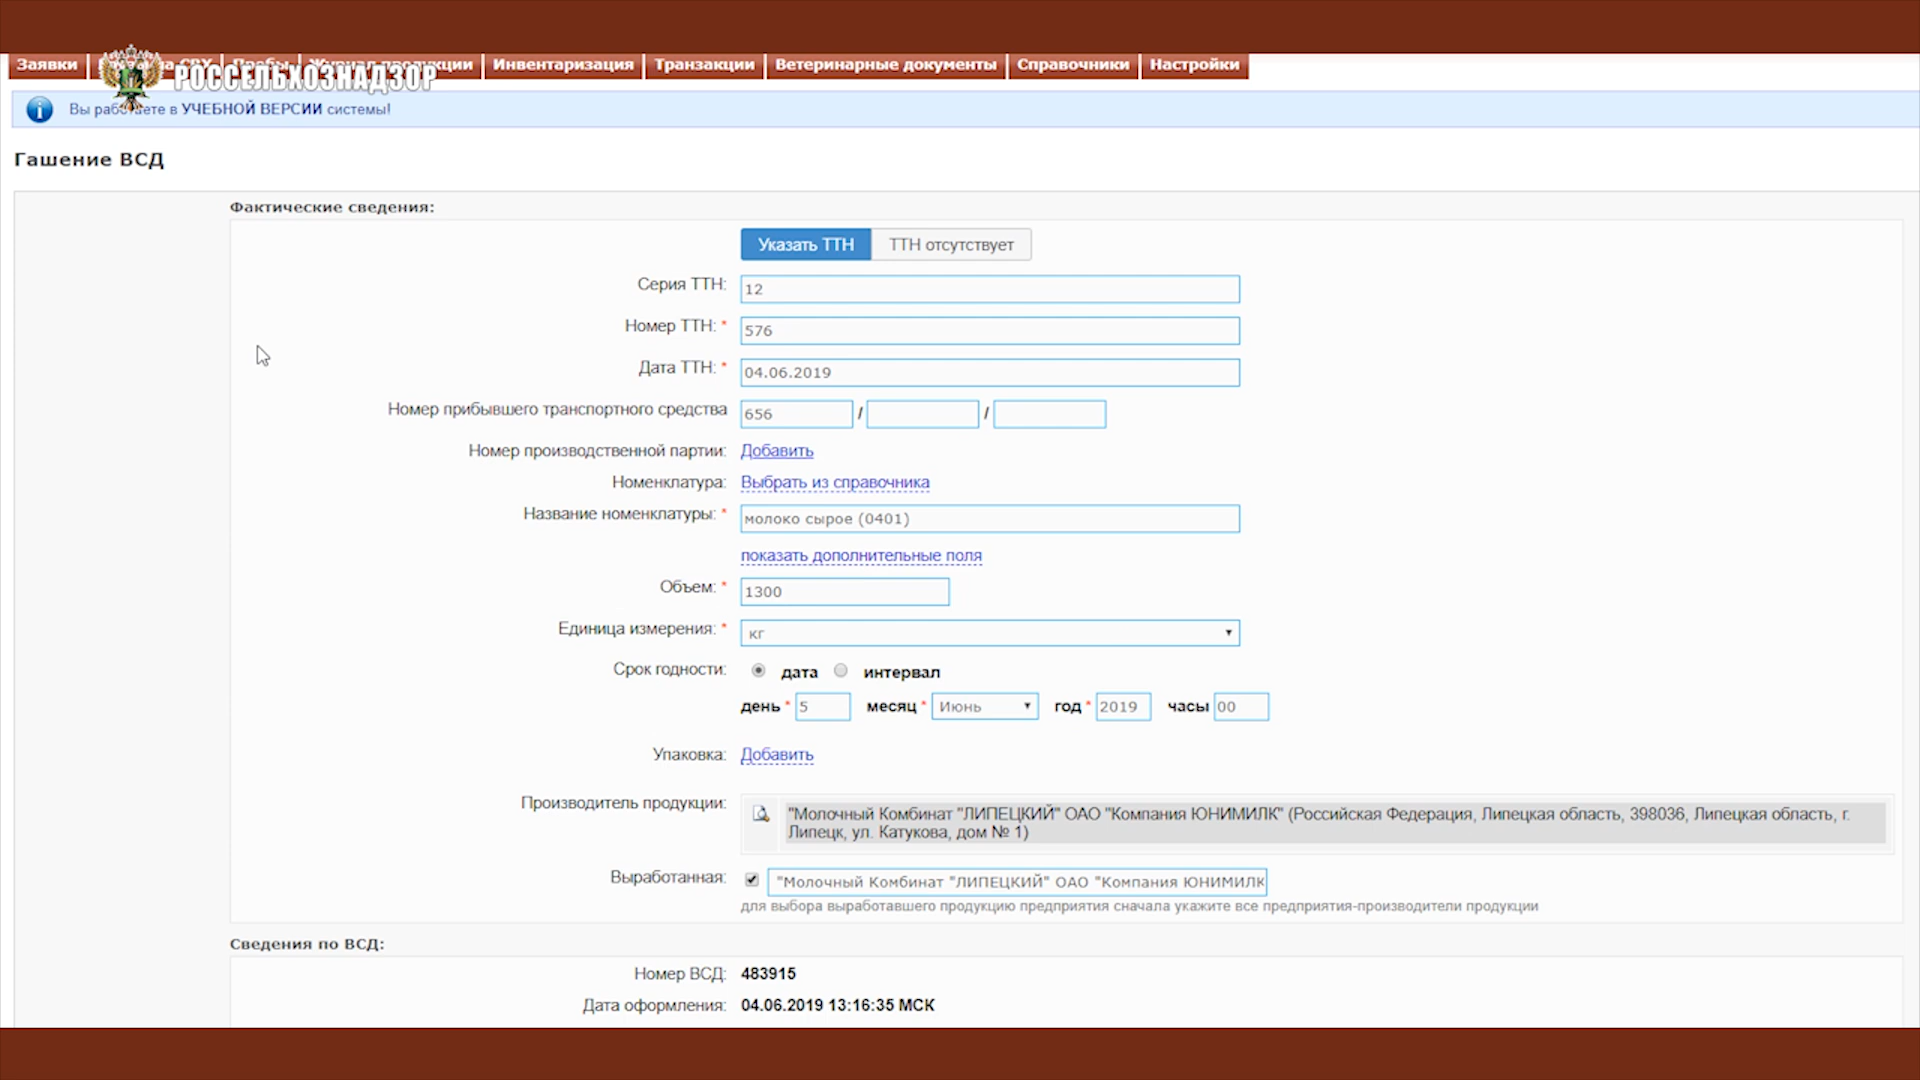 Заявки СВХ Пробы Журнал продукции Инвентаризация Транзакции Ветеринарные документы Справочники Настройки
РОССЕЛЬХОЗНАДЗОР
Вы работаете в УЧЕБНОЙ ВЕРСИИ системы!
Гашение ВСД
Фактические сведения:
Указать ТТН ТТН отсутствует
Серия ТТН: 12
Номер ТТН: * 576
Дата ТТН: * 04.06.2019
Номер прибывшего транспортного средства 656 / /
Номер производственной партии: Добавить
Номенклатура: Выбрать из справочника
Название номенклатуры: * молоко сырое (0401)
показать дополнительные поля
Объем: * 1300
Единица измерения: * кг
Срок годности: дата интервал
день * 5 месяц * Июнь год * 2019 часы 00
Упаковка: Добавить
Производитель продукции: "Молочный Комбинат "ЛИПЕЦКИЙ" ОАО "Компания ЮНИМИЛК" (Российская Федерация, Липецкая область, 398036, Липецкая область, г.
Липецк, ул. Катукова, дом № 1)
Выработанная: "Молочный Комбинат "ЛИПЕЦКИЙ" ОАО "Компания ЮНИМИЛК
для выбора выработавшего продукцию предприятия сначала укажите все предприятия-производители продукции
Сведения по ВСД:
Номер ВСД: 483915
Дата оформления: 04.06.2019 13:16:35 МСК